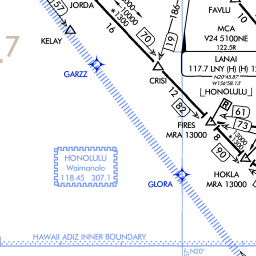 JORDA
* 13000
16
57
KELAY
GARZZ
.7
70
19
186
FAVLU
MCA
V24 5100NE
122.5R
LANAI
117.7 LNY (H) (H) 1
N20°45.87
W156°58.13'
HONOLULU
R
CRISI
12
82
61
73
FIRES
MRA 13000
8
90
HOKLA
MRA 13000
HONOLULU
Waimanalo
118.45 307.1
GLORA
HAWAII ADIZ INNER BOUNDARY
N20°